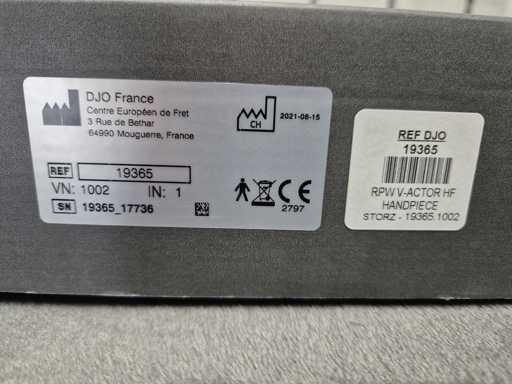 DJO France
Centre Européen de Fret
3 Rue de Bethar
64990 Mouguerre, France
CH
2021-08-15
REF 19365
VN: 1002 IN: 1
SN 19365_17736
CE
2797
REF DJO
19365
RPW V-ACTOR HF
HANDPIECE
STORZ - 19365.1002